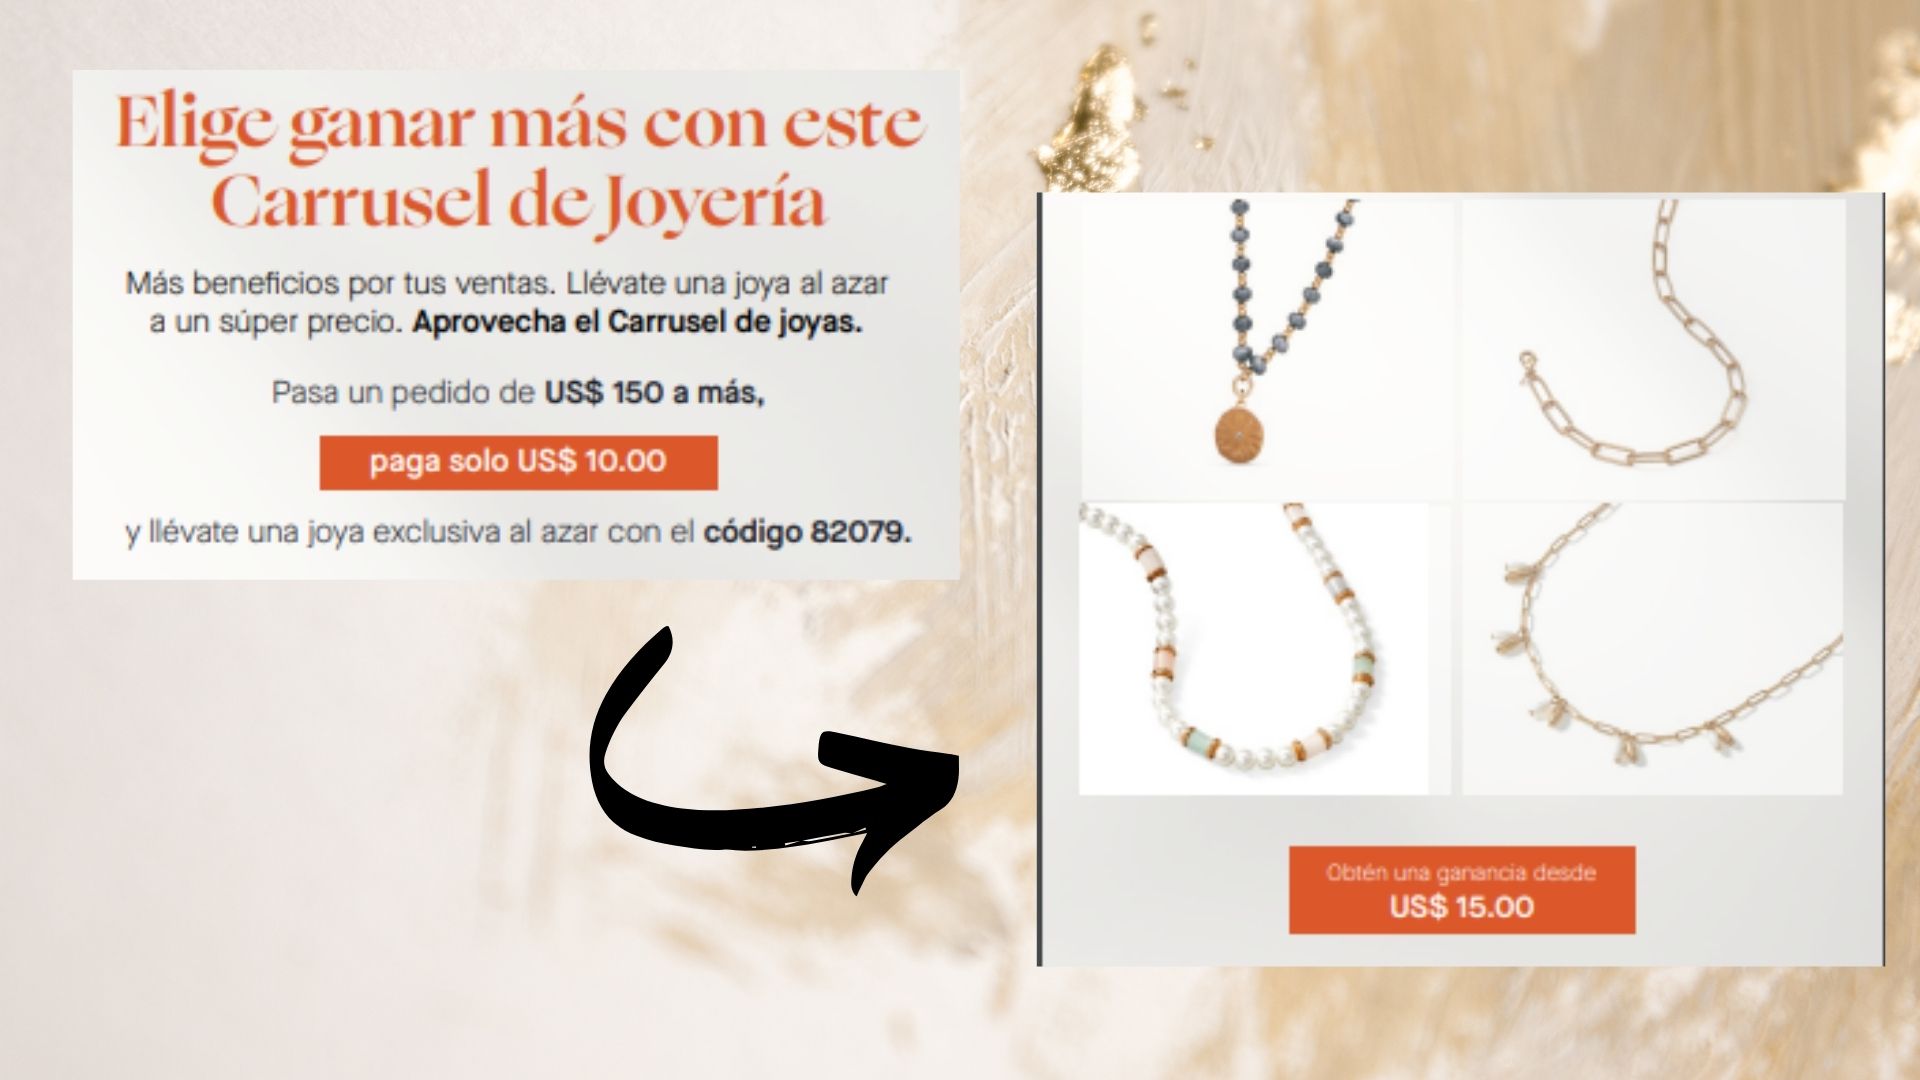 Elige ganar más con este
Carrusel de Joyería
Más beneficios por tus ventas. Llévate una joya al azar
a un súper precio. Aprovecha el Carrusel de joyas.
Pasa un pedido de US$ 150 a más,
paga solo US$ 10.00
y llévate una joya exclusiva al azar con el código 82079.
Obtén una ganancia desde
US$ 15.00